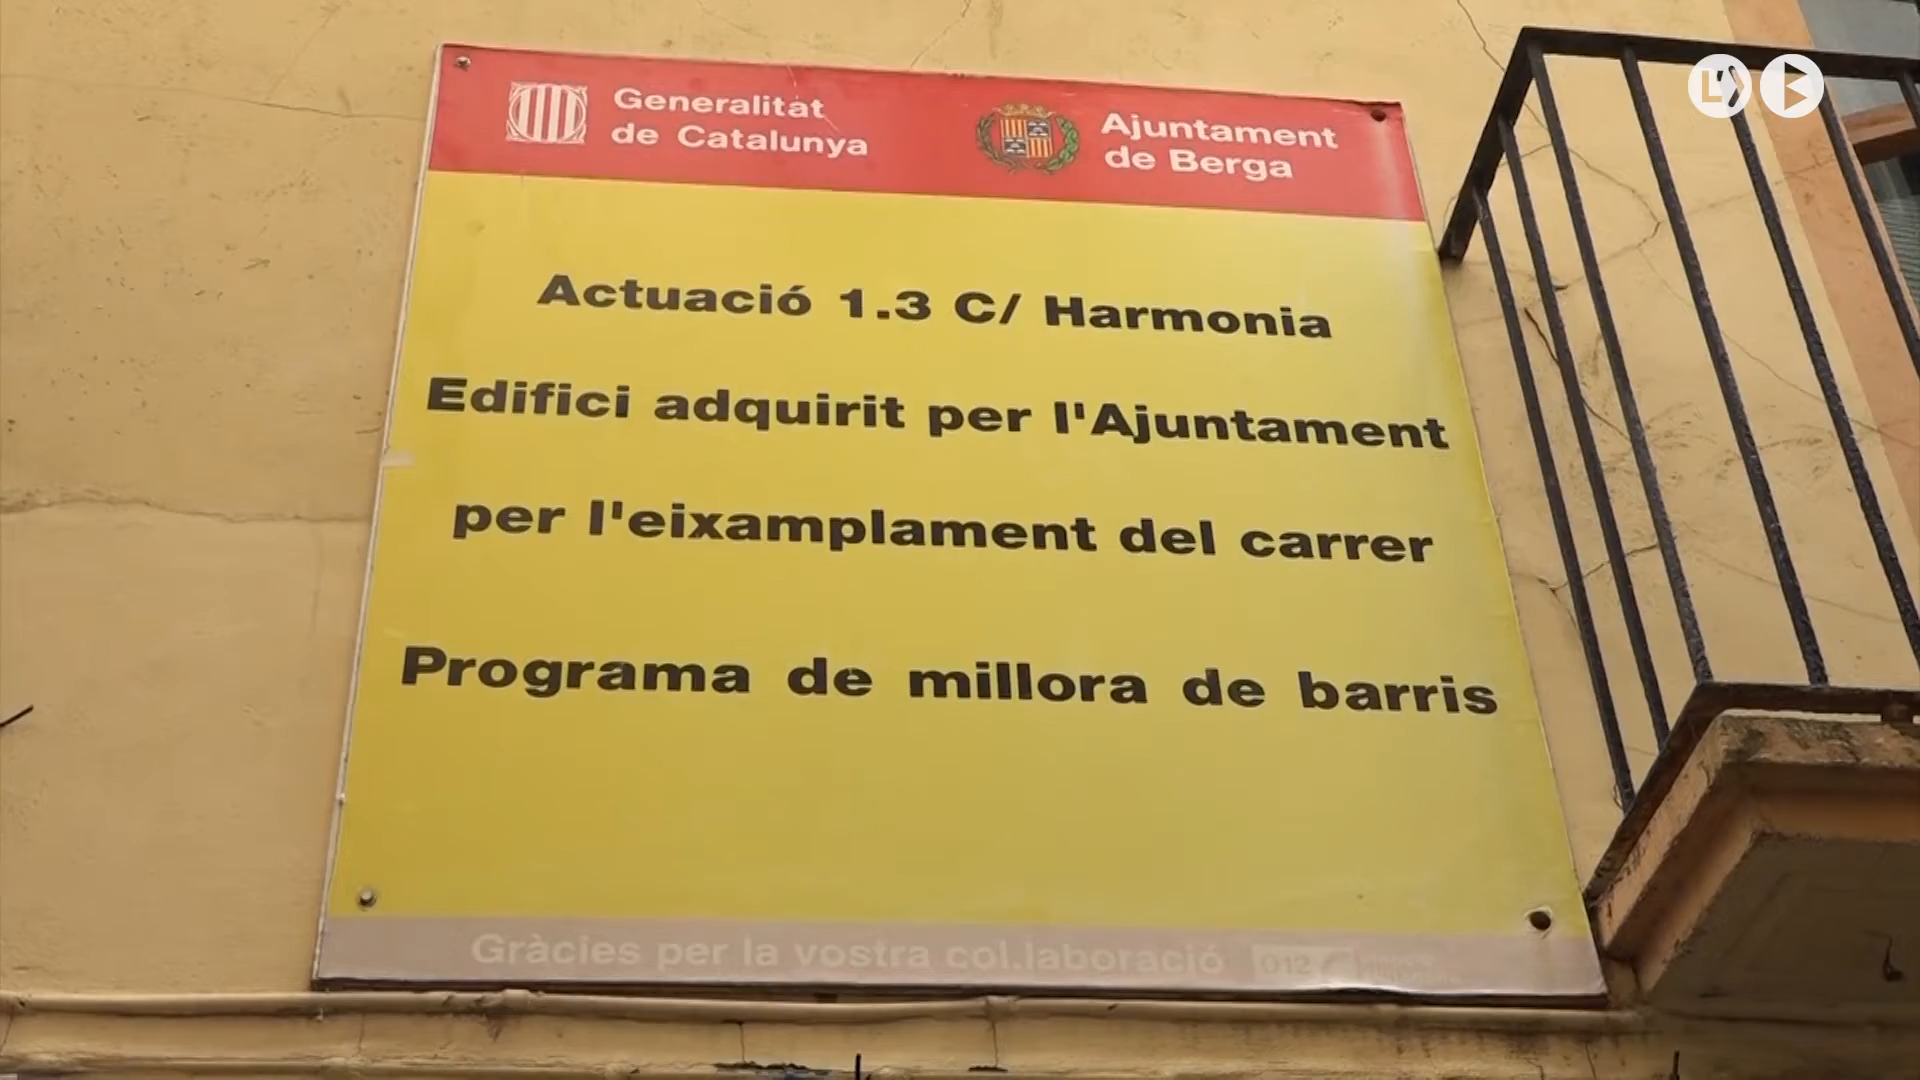 Generalitat
de Catalunya
Ajuntament
de Berga
Actuació 1.3 C/ Harmonia
Edifici adquirit per l'Ajuntament
per l'eixamplament del carrer
Programa de millora de barris
Gràcies per la vostra col.laboració
012